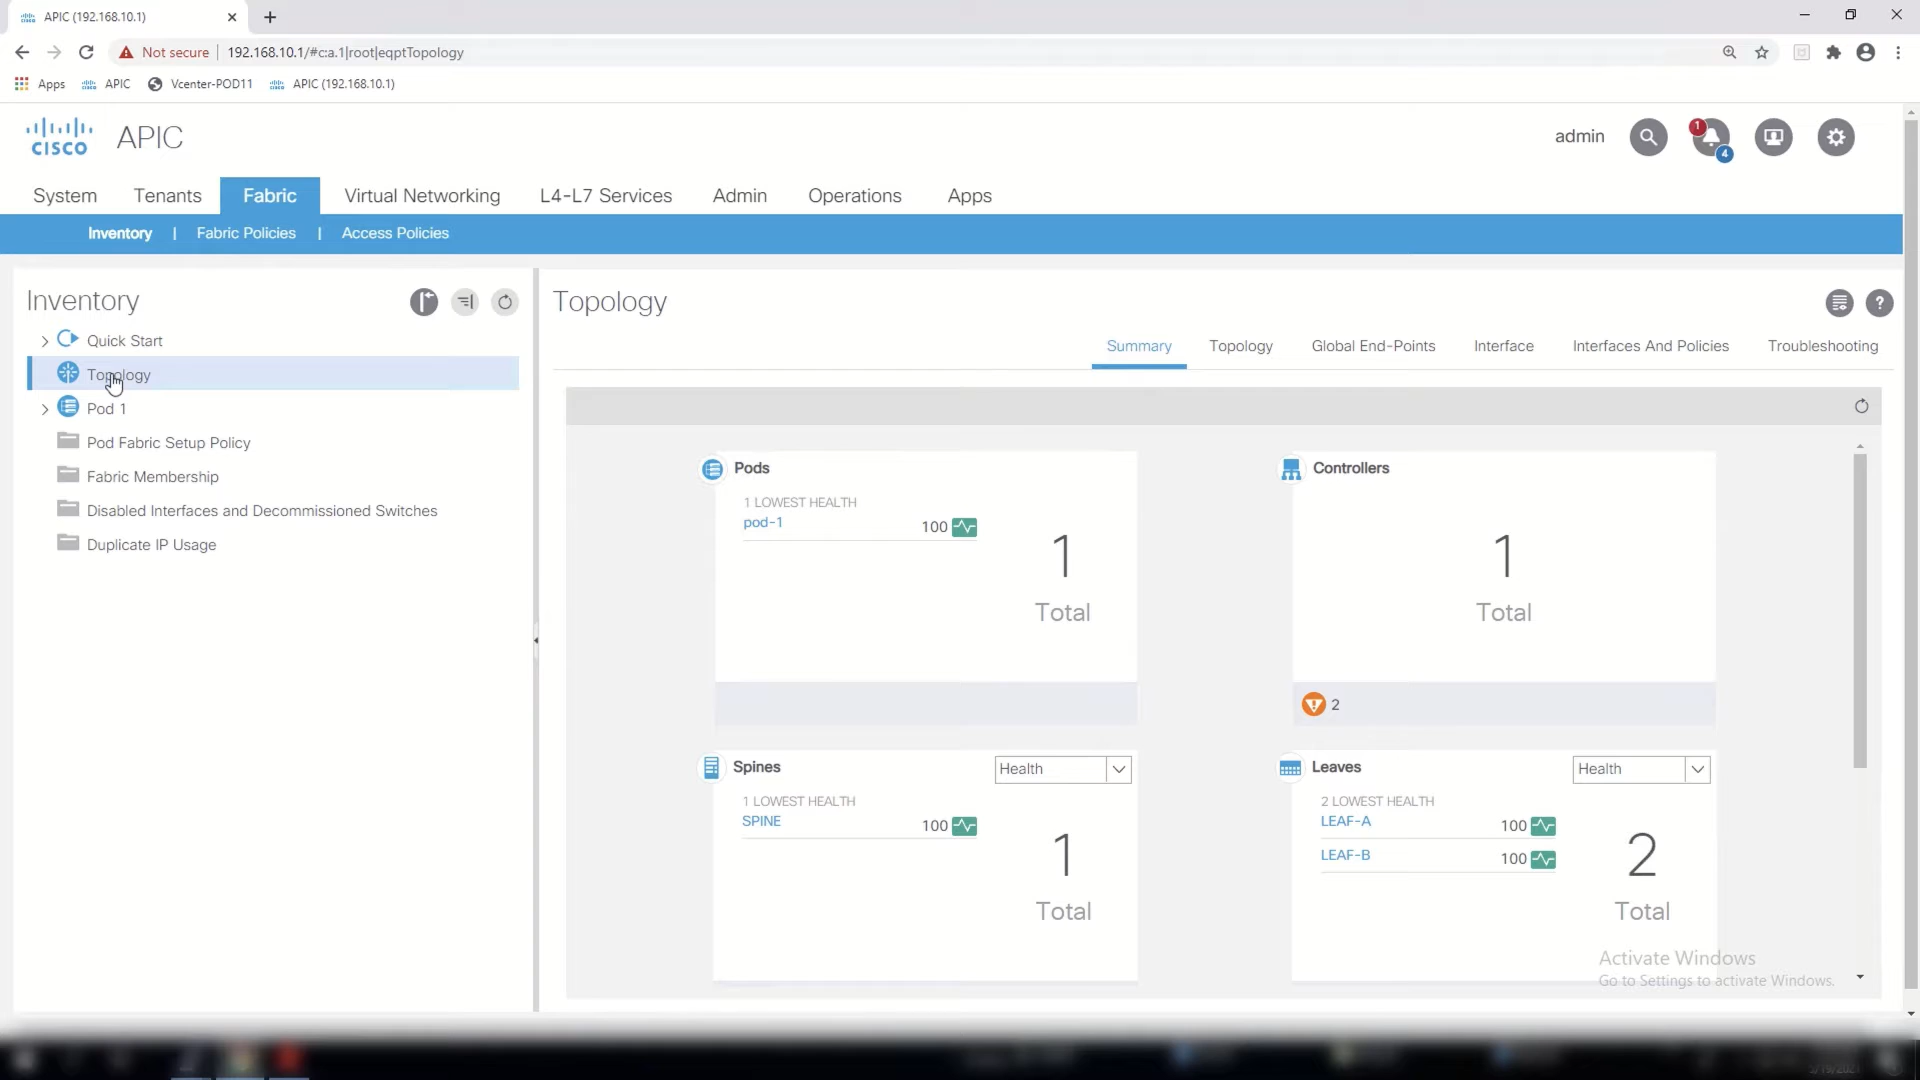 APIC (192.168.10.1)
Not secure
192.168.10.1/#c:a.1|root|eqptTopology
Apps
APIC
Vcenter-POD11
APIC (192.168.10.1)
CISCO
APIC
admin
1
4
System
Tenants
Fabric
Virtual Networking
L4-L7 Services
Admin
Operations
Apps
Inventory
|
Fabric Policies
|
Access Policies
Inventory
Quick Start
Topology
Pod 1
Pod Fabric Setup Policy
Fabric Membership
Disabled Interfaces and Decommissioned Switches
Duplicate IP Usage
Topology
Summary
Topology
Global End-Points
Interface
Interfaces And Policies
Troubleshooting
Pods
1 LOWEST HEALTH
pod-1
100
1
Total
Controllers
1
Total
2
Spines
Health
1 LOWEST HEALTH
SPINE
100
1
Total
Leaves
Health
2 LOWEST HEALTH
LEAF-A
100
LEAF-B
100
2
Total
Activate Windows
Go to Settings to activate Windows.